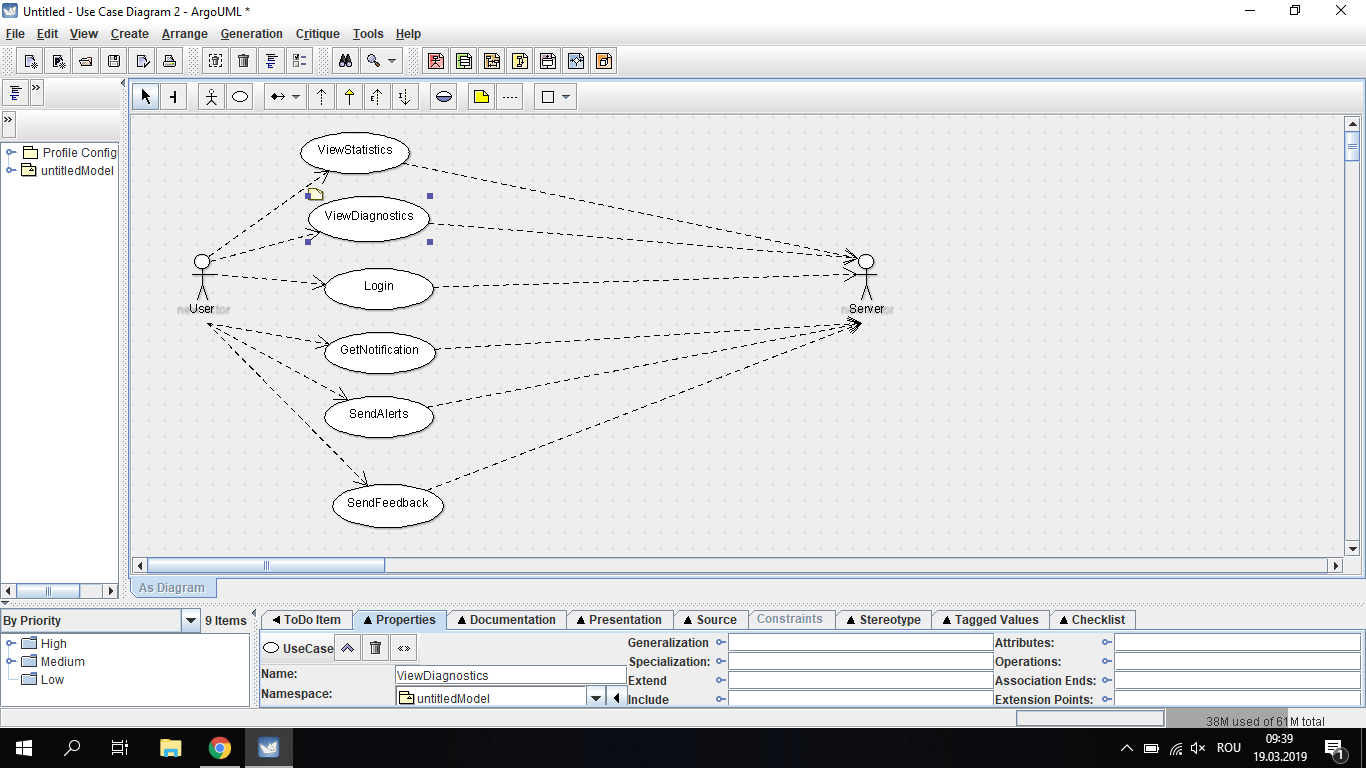 Untitled - Use Case Diagram 2 - ArgoUML *
File Edit View Create Arrange Generation Critique Tools Help
Profile Config
untitledModel
ViewStatistics
ViewDiagnostics
Login
User
Server
GetNotification
SendAlerts
SendFeedback
As Diagram
By Priority 9 Items
High
Medium
Low
ToDo Item Properties Documentation Presentation Source Constraints Stereotype Tagged Values Checklist
UseCase
Name: ViewDiagnostics
Namespace: untitledModel
Generalization
Specialization:
Extend
Include
Attributes:
Operations:
Association Ends:
Extension Points:
38M used of 61M total
ROU
09:39
19.03.2019
1